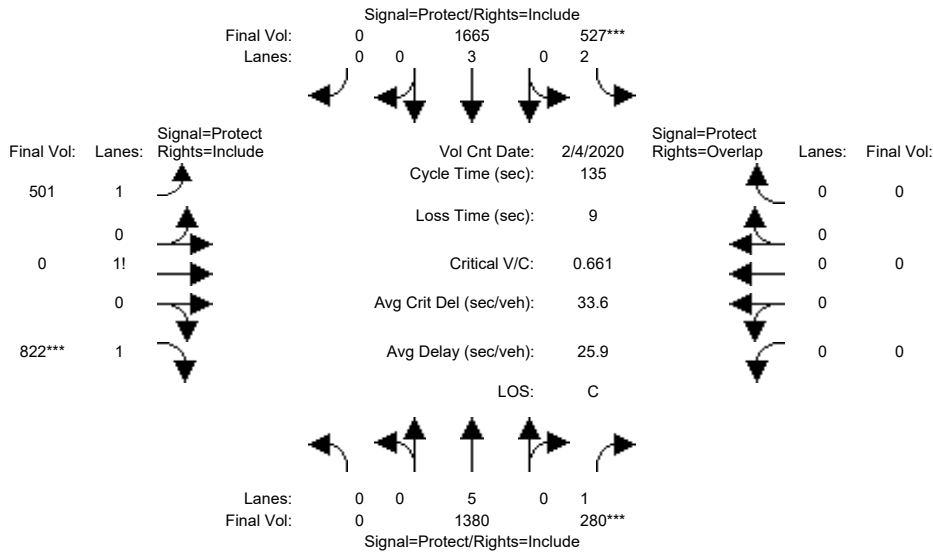 Signal=Protect/Rights=Include
Final Vol: 0 1665 527***
Lanes: 0 0 3 0 2
Signal=Protect
Final Vol: Lanes: Rights=Include
Vol Cnt Date: 2/4/2020
Signal=Protect
Rights=Overlap Lanes: Final Vol:
Cycle Time (sec): 135
501 1
0 0
Loss Time (sec): 9
0
0
0 1!
Critical V/C: 0.661
0 0
0
Avg Crit Del (sec/veh): 33.6
0
822*** 1
Avg Delay (sec/veh): 25.9
0 0
LOS: C
Lanes: 0 0 5 0 1
Final Vol: 0 1380 280***
Signal=Protect/Rights=Include